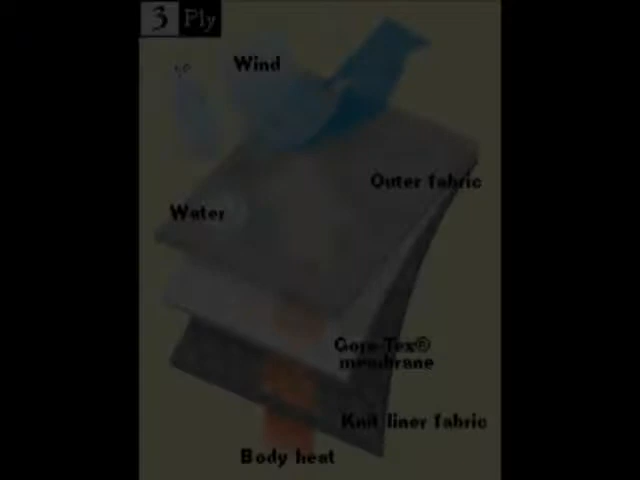 3 Ply
Wind
Outer fabric
Water
Gore-Tex®
membrane
Knit liner fabric
Body heat